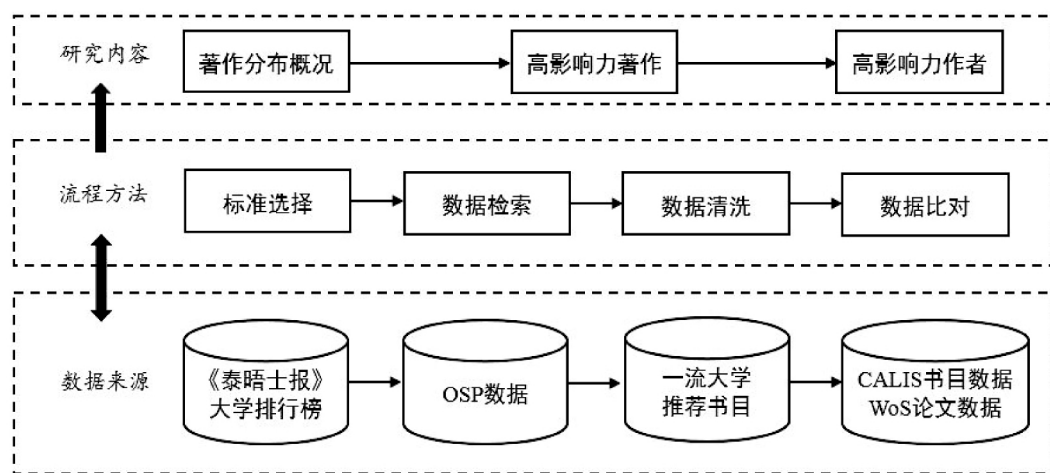 研究内容
著作分布概况
高影响力著作
高影响力作者
流程方法
标准选择
数据检索
数据清洗
数据比对
数据来源
《泰晤士报》
大学排行榜
OSP数据
一流大学
推荐书目
CALIS书目数据
WoS论文数据